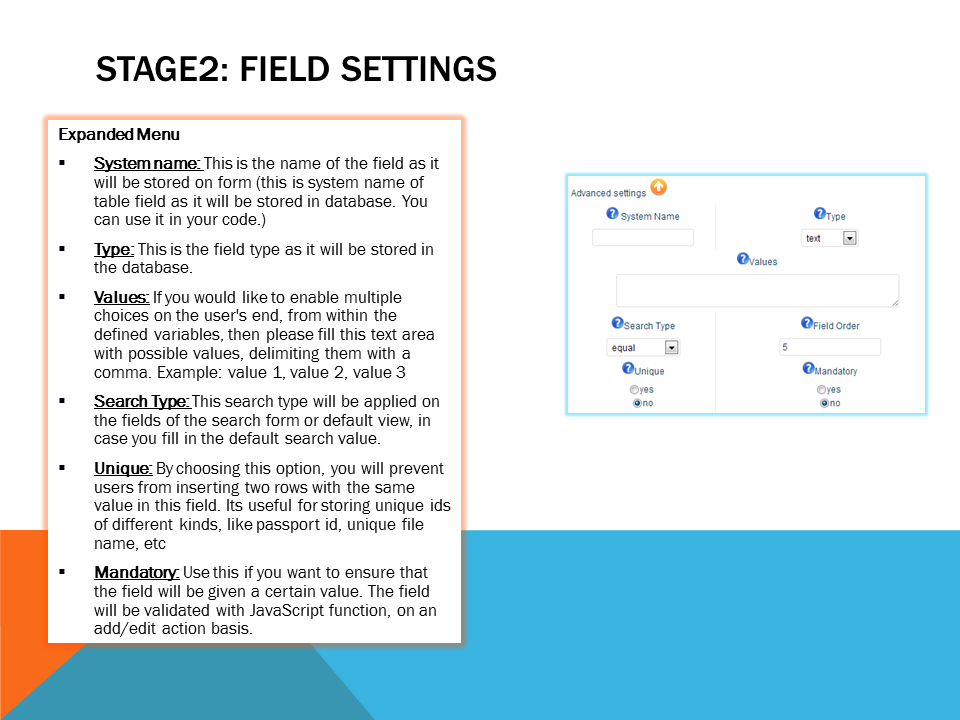 STAGE2: FIELD SETTINGS
Expanded Menu
▪ System name: This is the name of the field as it
will be stored on form (this is system name of
table field as it will be stored in database. You
can use it in your code.)
▪ Type: This is the field type as it will be stored in
the database.
▪ Values: If you would like to enable multiple
choices on the user's end, from within the
defined variables, then please fill this text area
with possible values, delimiting them with a
comma. Example: value 1, value 2, value 3
▪ Search Type: This search type will be applied on
the fields of the search form or default view, in
case you fill in the default search value.
▪ Unique: By choosing this option, you will prevent
users from inserting two rows with the same
value in this field. Its useful for storing unique ids
of different kinds, like passport id, unique file
name, etc
▪ Mandatory: Use this if you want to ensure that
the field will be given a certain value. The field
will be validated with JavaScript function, on an
add/edit action basis.
Advanced settings
? System Name
? Type
text
? Values
? Search Type
? Field Order
equal
5
? Unique
? Mandatory
yes
yes
no
no